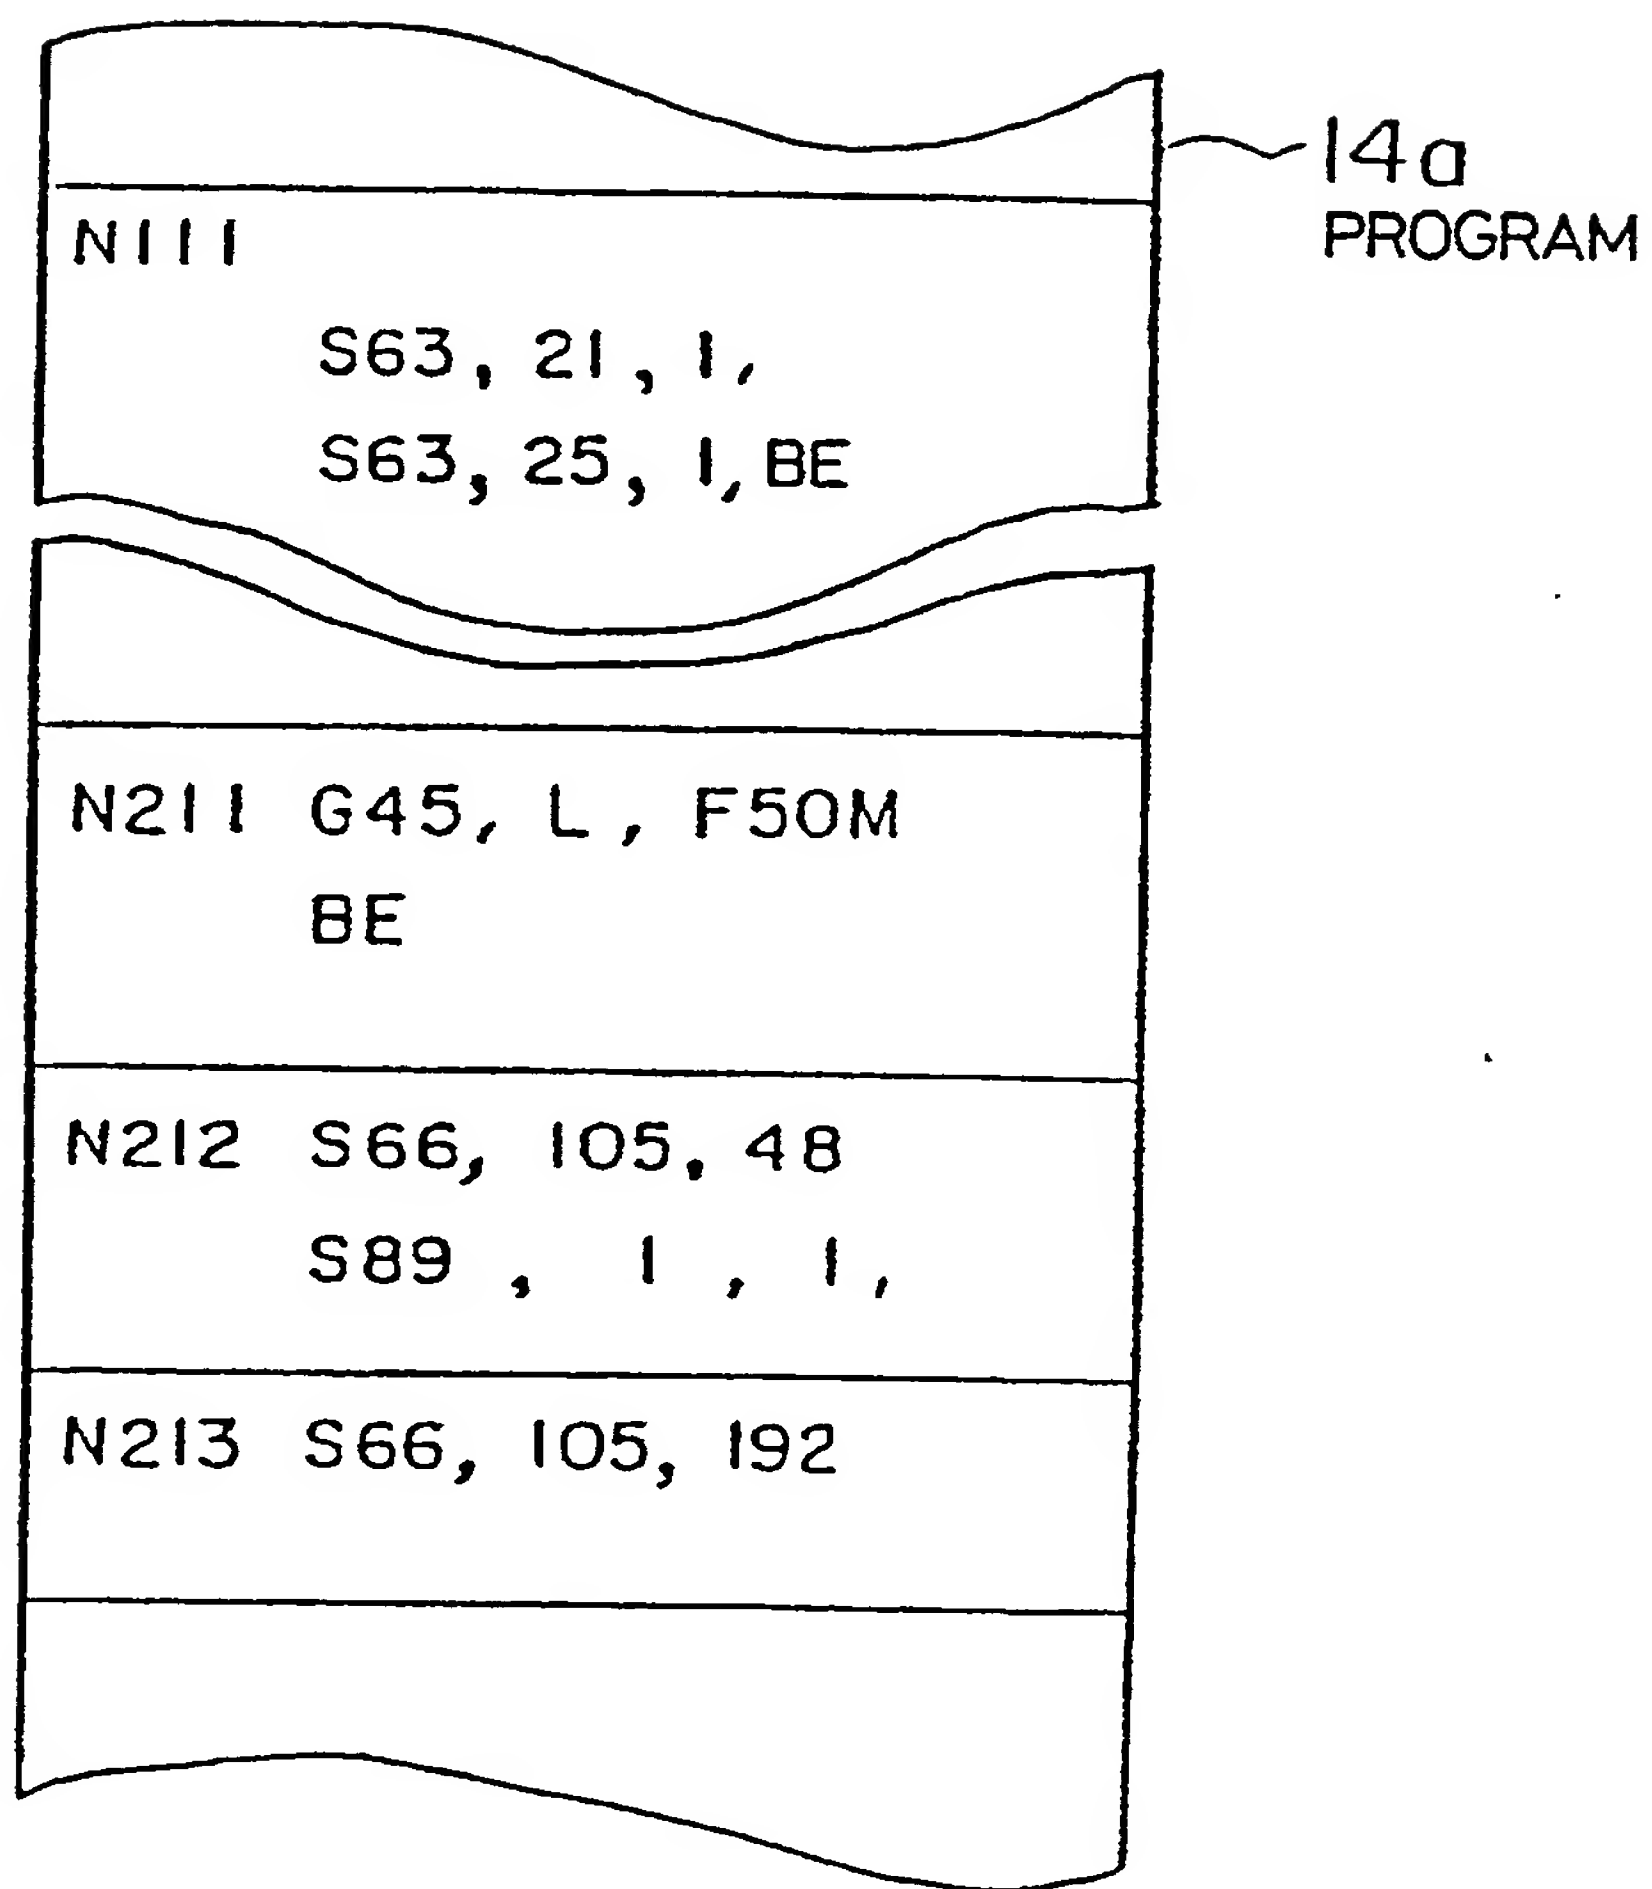 14a
PROGRAM
N111
S63, 21, 1,
S63, 25, 1, BE
N211 G45, L, F50M
BE
N212 S66, 105, 48
S89, 1, 1,
N213 S66, 105, 192